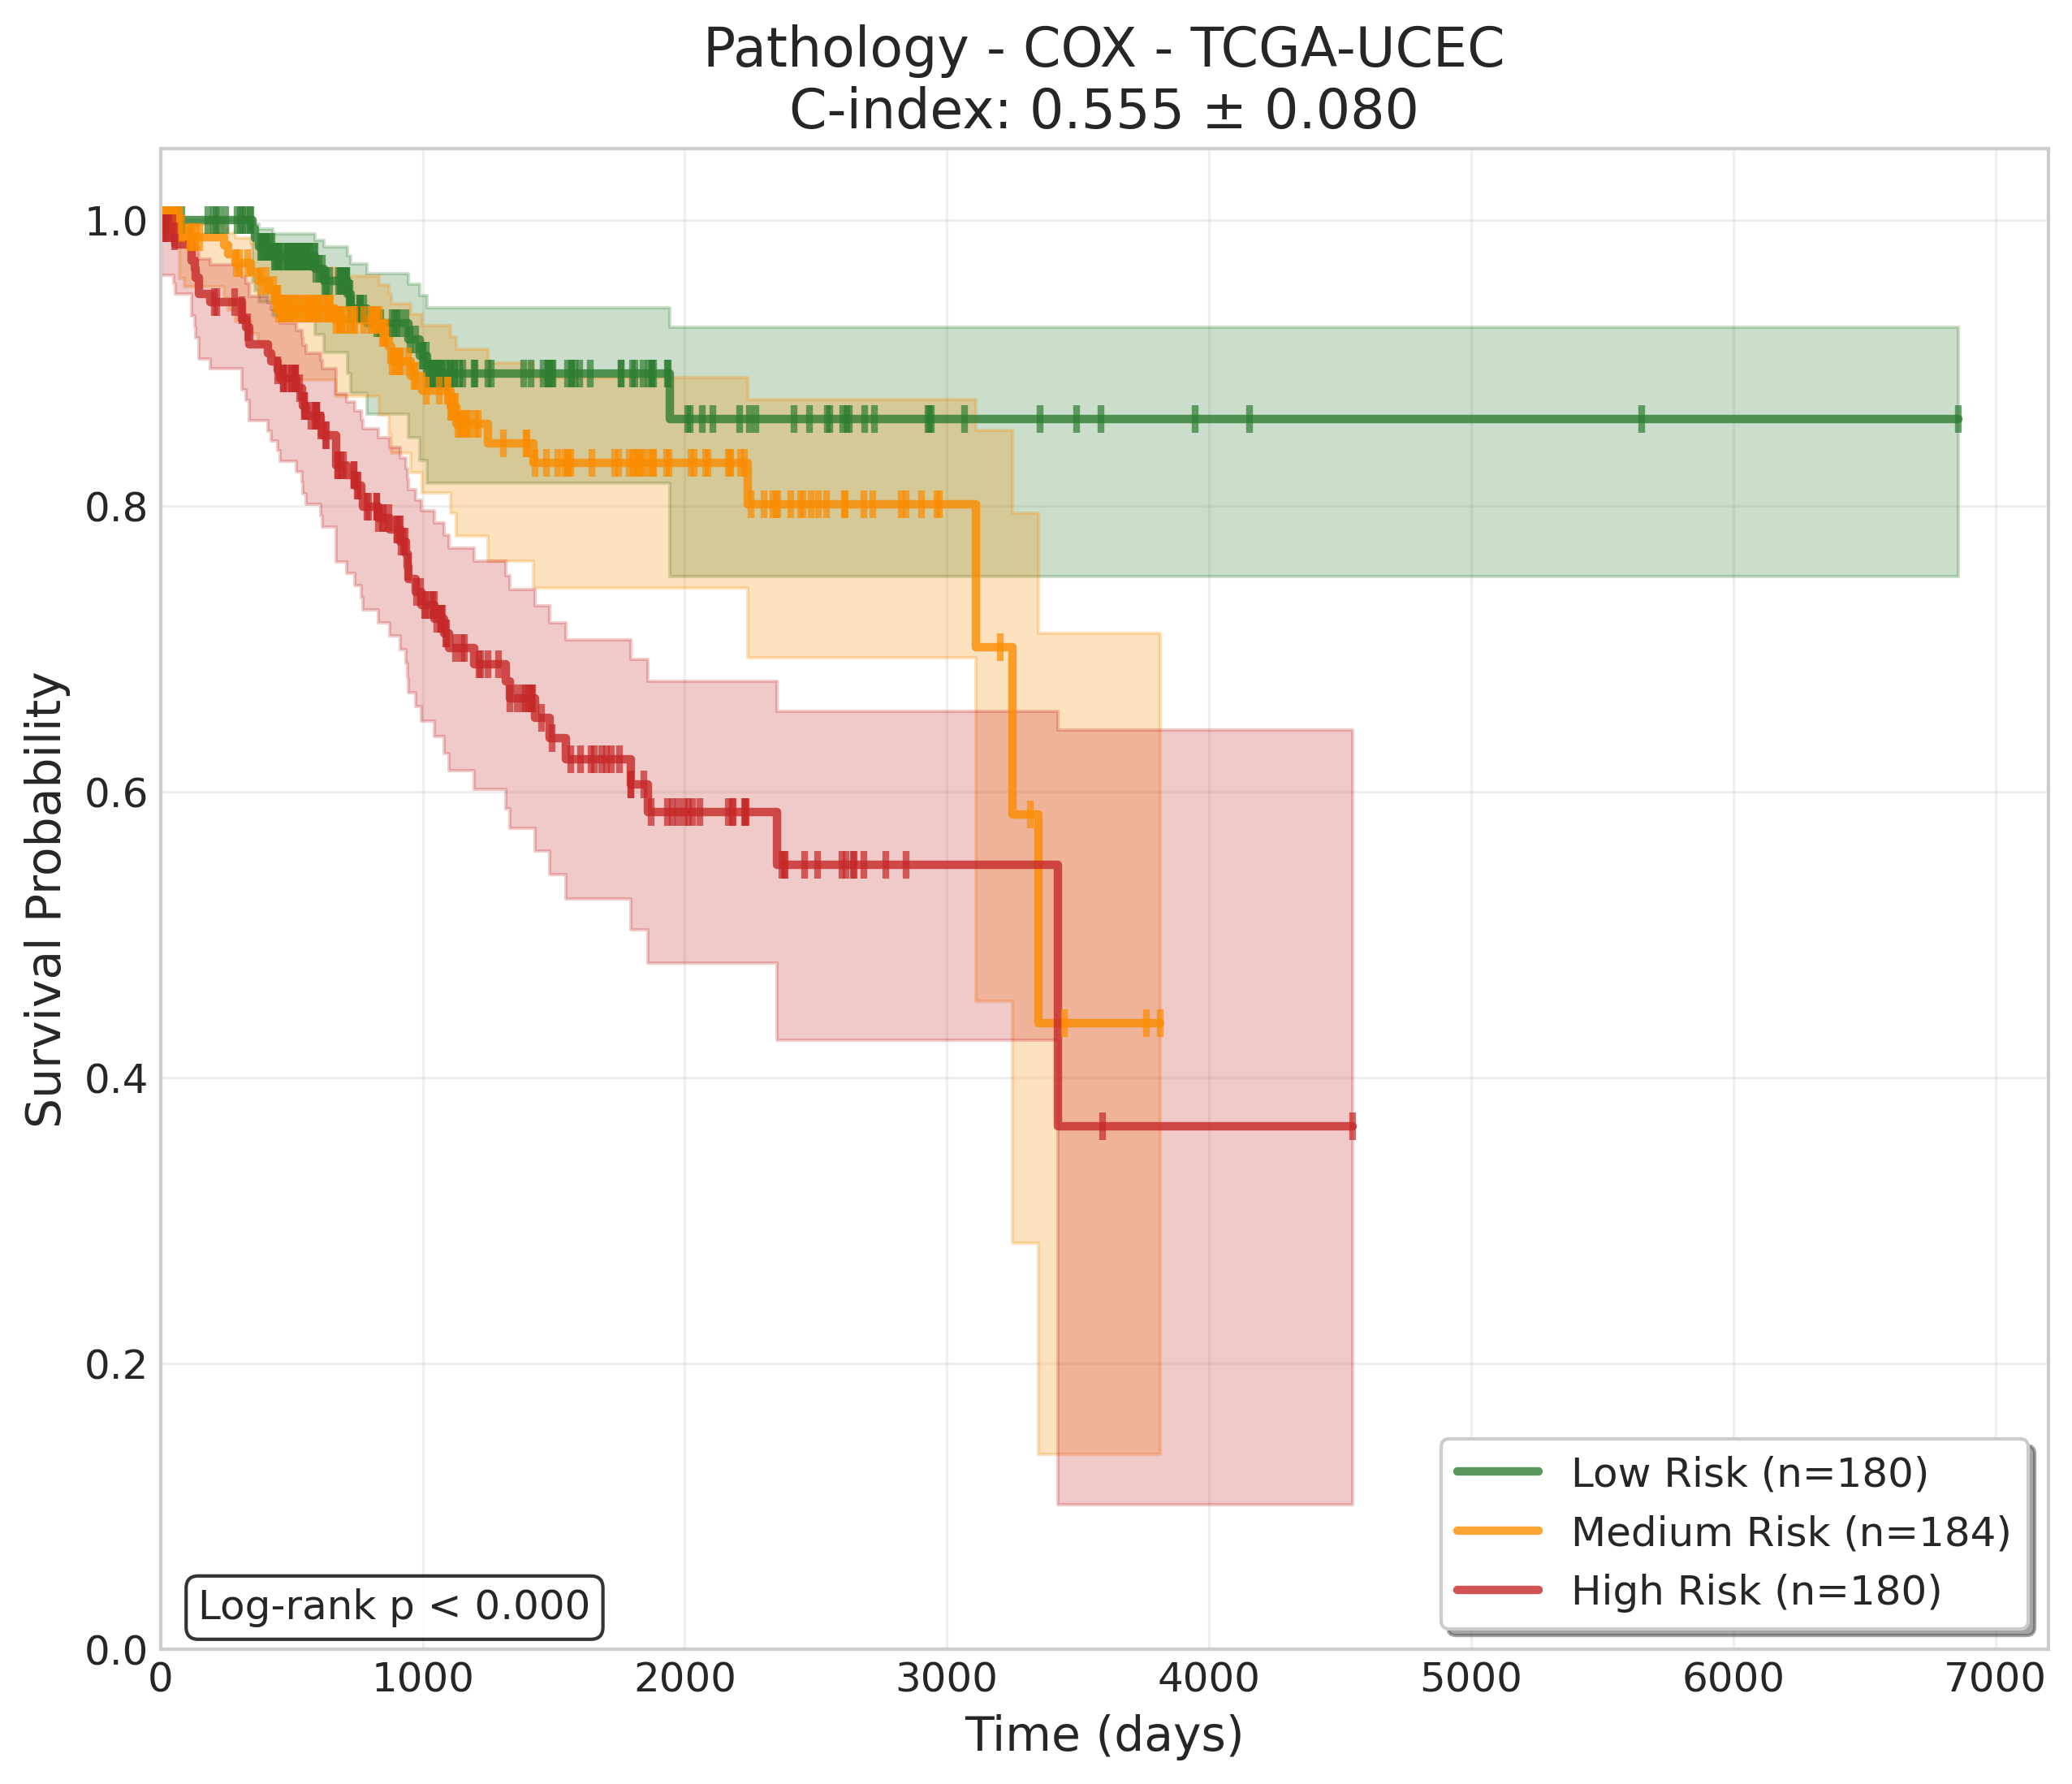 Pathology - COX - TCGA-UCEC
C-index: 0.555 ± 0.080
Survival Probability
1.0
0.8
0.6
0.4
0.2
0.0
Log-rank p < 0.000
Low Risk (n=180)
Medium Risk (n=184)
High Risk (n=180)
0 1000 2000 3000 4000 5000 6000 7000
Time (days)